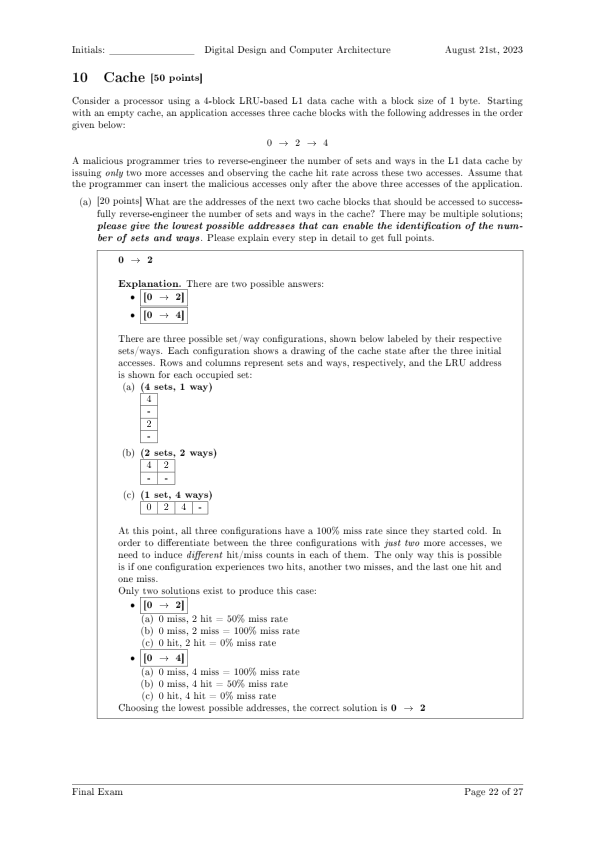 Initials: _________________ Digital Design and Computer Architecture August 21st, 2023
10 Cache [50 points]
Consider a processor using a 4-block LRU-based L1 data cache with a block size of 1 byte. Starting
with an empty cache, an application accesses three cache blocks with the following addresses in the order
given below:
0 → 2 → 4
A malicious programmer tries to reverse-engineer the number of sets and ways in the L1 data cache by
issuing only two more accesses and observing the cache hit rate across these two accesses. Assume that
the programmer can insert the malicious accesses only after the above three accesses of the application.
(a) [20 points] What are the addresses of the next two cache blocks that should be accessed to success-
fully reverse-engineer the number of sets and ways in the cache? There may be multiple solutions;
please give the lowest possible addresses that can enable the identification of the num-
ber of sets and ways. Please explain every step in detail to get full points.
0 → 2
Explanation. There are two possible answers:
• [0 → 2]
• [0 → 4]
There are three possible set/way configurations, shown below labeled by their respective
sets/ways. Each configuration shows a drawing of the cache state after the three initial
accesses. Rows and columns represent sets and ways, respectively, and the LRU address
is shown for each occupied set:
(a) (4 sets, 1 way)
4
-
2
-
(b) (2 sets, 2 ways)
4 2
- -
(c) (1 set, 4 ways)
0 2 4 -
At this point, all three configurations have a 100% miss rate since they started cold. In
order to differentiate between the three configurations with just two more accesses, we
need to induce different hit/miss counts in each of them. The only way this is possible
is if one configuration experiences two hits, another two misses, and the last one hit and
one miss.
Only two solutions exist to produce this case:
• [0 → 2]
(a) 0 miss, 2 hit = 50% miss rate
(b) 0 miss, 2 miss = 100% miss rate
(c) 0 hit, 2 hit = 0% miss rate
• [0 → 4]
(a) 0 miss, 4 miss = 100% miss rate
(b) 0 miss, 4 hit = 50% miss rate
(c) 0 hit, 4 hit = 0% miss rate
Choosing the lowest possible addresses, the correct solution is 0 → 2
Final Exam Page 22 of 27